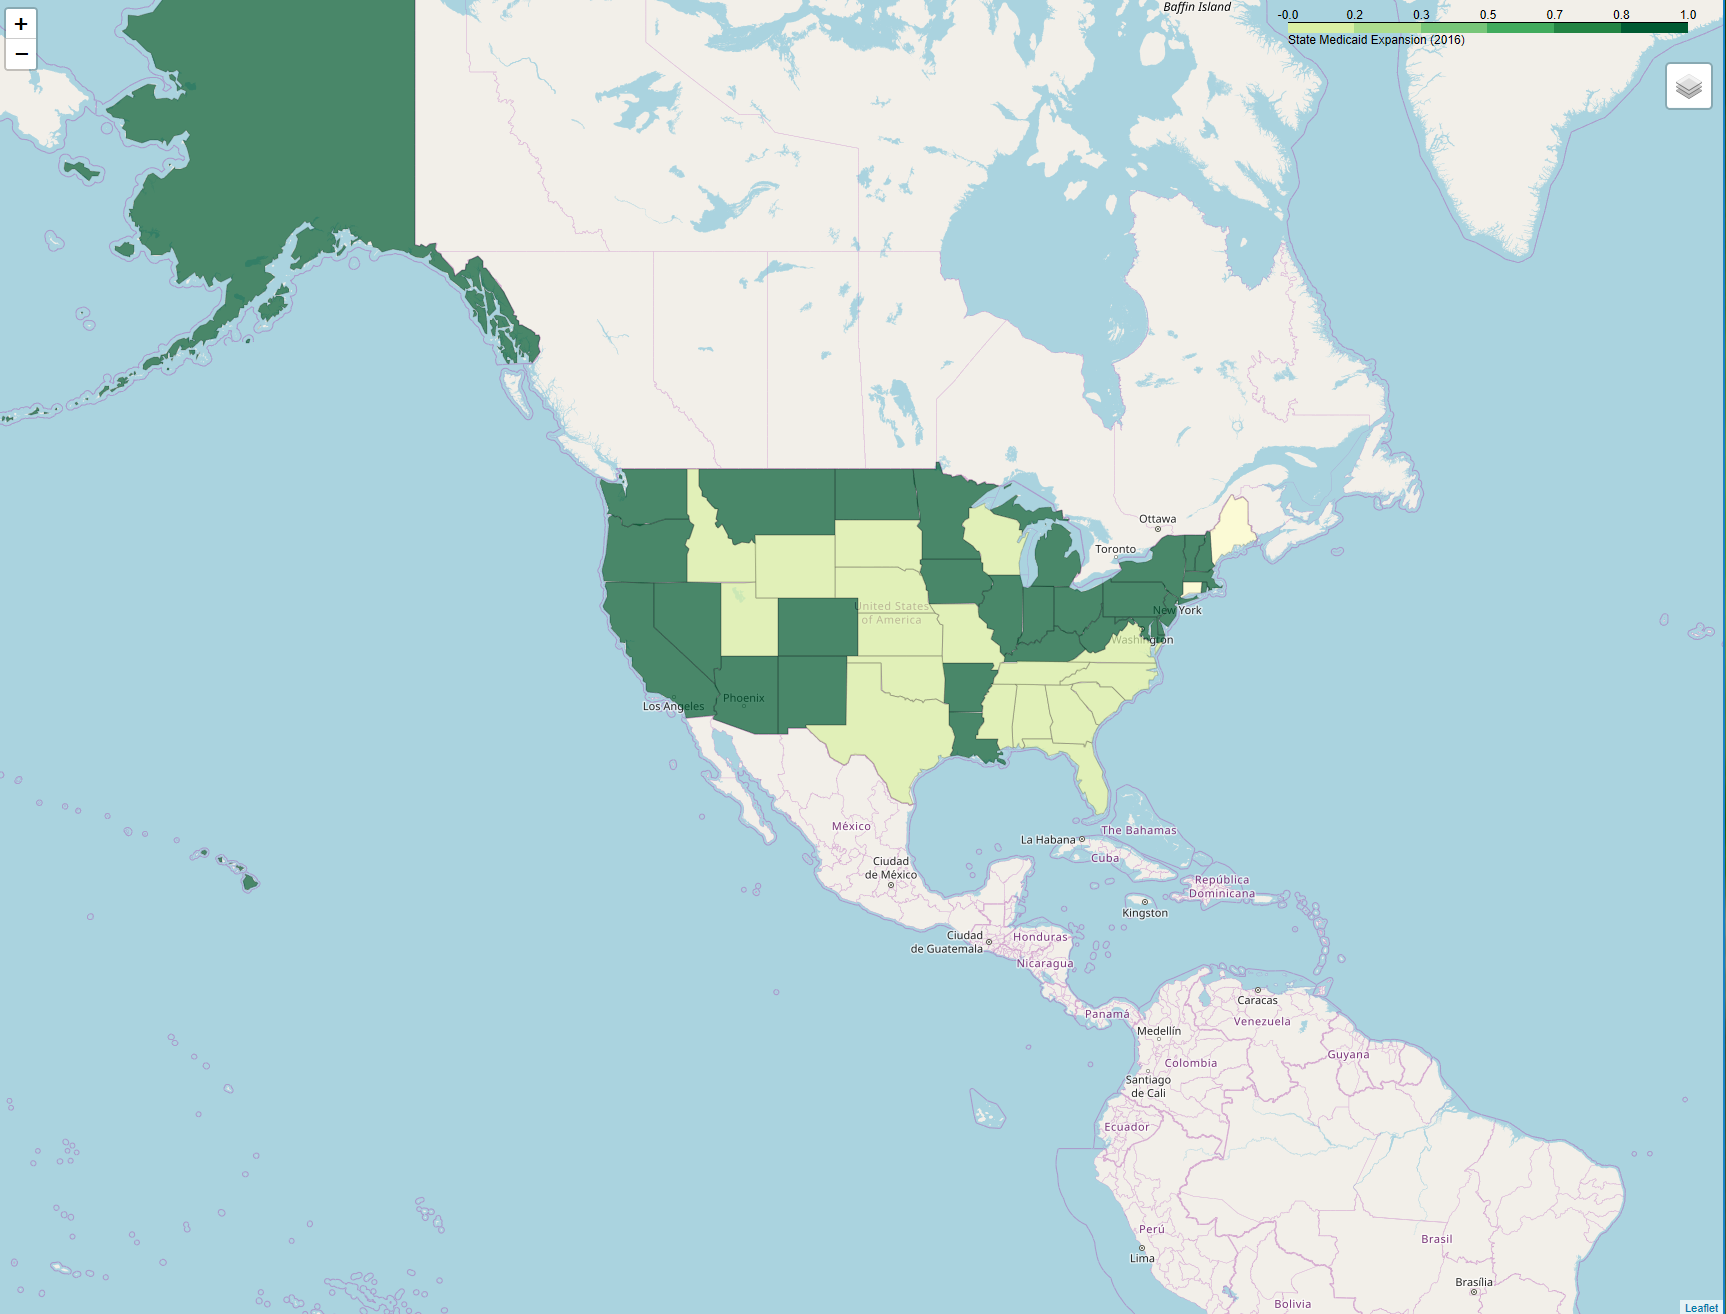 +
−
Baffin Island
-0.0 0.2 0.3 0.5 0.7 0.8 1.0
State Medicaid Expansion (2016)
Ottawa
Toronto
New York
United States
of America
Washington
Phoenix
Los Angeles
México
La Habana
The Bahamas
Cuba
Ciudad
de México
República
Dominicana
Kingston
Ciudad
de Guatemala
Honduras
Nicaragua
Caracas
Panamá
Venezuela
Medellín
Guyana
Colombia
Santiago
de Cali
Ecuador
Perú
Brasil
Lima
Brasília
Bolivia
Leaflet